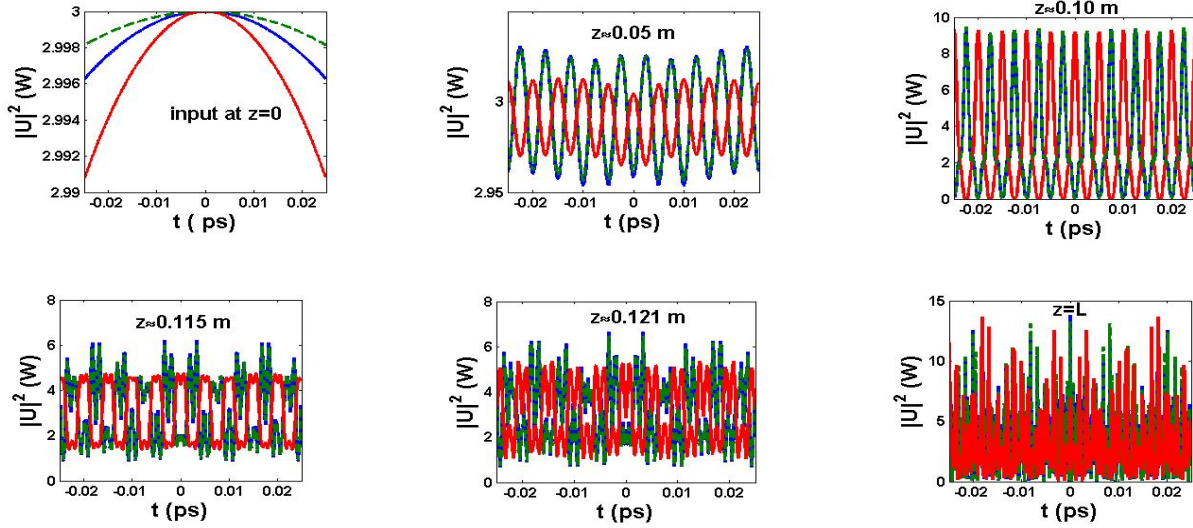 3
2.998
2.996
2.994
2.992
2.99
|U|² (W)
input at z=0
-0.02 -0.01 0 0.01 0.02
t ( ps)
z≈0.05 m
3
2.95
|U|² (W)
-0.02 -0.01 0 0.01 0.02
t (ps)
z≈0.10 m
10
8
6
4
2
0
|U|² (W)
-0.02 -0.01 0 0.01 0.02
t (ps)
8
6
4
2
0
|U|² (W)
z≈0.115 m
-0.02 -0.01 0 0.01 0.02
t (ps)
8
6
4
2
0
|U|² (W)
z≈0.121 m
-0.02 -0.01 0 0.01 0.02
t (ps)
15
10
5
0
|U|² (W)
z=L
-0.02 -0.01 0 0.01 0.02
t (ps)